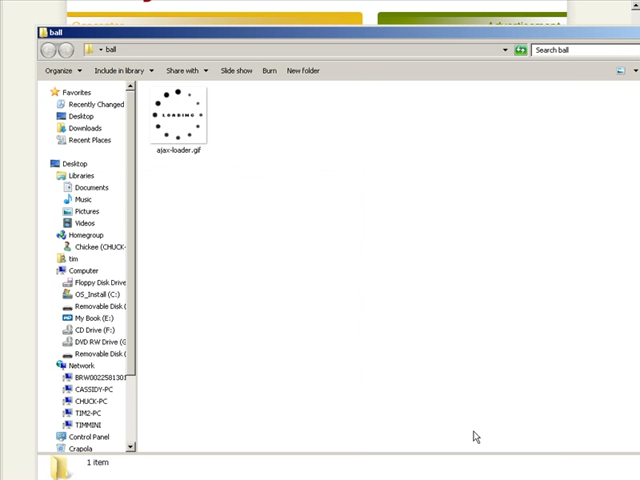 Generator
Advertisement
ball
ball
Search ball
Organize
Include in library
Share with
Slide show
Burn
New folder
Favorites
Recently Changed
Desktop
Downloads
Recent Places
Desktop
Libraries
Documents
Music
Pictures
Videos
Homegroup
Chickee (CHUCK-
tim
Computer
Floppy Disk Drive
OS_Install (C:)
Removable Disk (
My Book (E:)
CD Drive (F:)
DVD RW Drive (G
Removable Disk (
Network
BRW0022581301
CASSIDY-PC
CHUCK-PC
TIM2-PC
TIMMINI
Control Panel
Crapola
LOADING
ajax-loader.gif
1 item